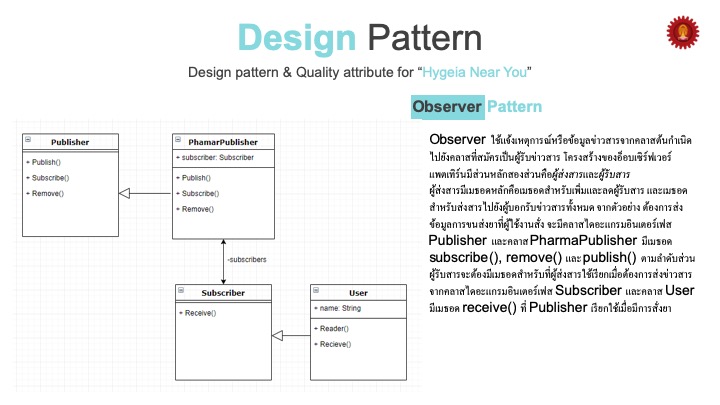 Design Pattern
Design pattern & Quality attribute for “Hygeia Near You”
Observer Pattern
Publisher
+ Publish()
+ Subscribe()
+ Remove()
PhamarPublisher
+ subscriber: Subscriber
+ Publish()
+ Subscribe()
+ Remove()
-subscribers
Subscriber
+ Receive()
User
+ name: String
+ Reader()
+ Recieve()
Observer ใช้แจ้งเหตุการณ์หรือข้อมูลข่าวสารจากคลาสต้นกำเนิด
ไปยังคลาสที่สมัครเป็นผู้รับข่าวสาร โครงสร้างของอ็อบเซิร์ฟเวอร์
แพตเทิร์นมีส่วนหลักสองส่วนคือผู้ส่งสารและผู้รับสาร
ผู้ส่งสารมีเมธอดหลักคือเมธอดสำหรับเพิ่มและลดผู้รับสาร และเมธอด
สำหรับส่งสารไปยังผู้บอกรับข่าวสารทั้งหมด จากตัวอย่าง ต้องการส่ง
ข้อมูลการขนส่งยาที่ผู้ใช้งานสั่ง จะมีคลาสไดอะแกรมอินเตอร์เฟส
Publisher และคลาส PharmaPublisher มีเมธอด
subscribe(), remove() และ publish() ตามลำดับส่วน
ผู้รับสารจะต้องมีเมธอดสำหรับที่ผู้ส่งสารใช้เรียกเมื่อต้องการส่งข่าวสาร
จากคลาสไดอะแกรมอินเตอร์เฟส Subscriber และคลาส User
มีเมธอด receive() ที่ Publisher เรียกใช้เมื่อมีการสั่งยา